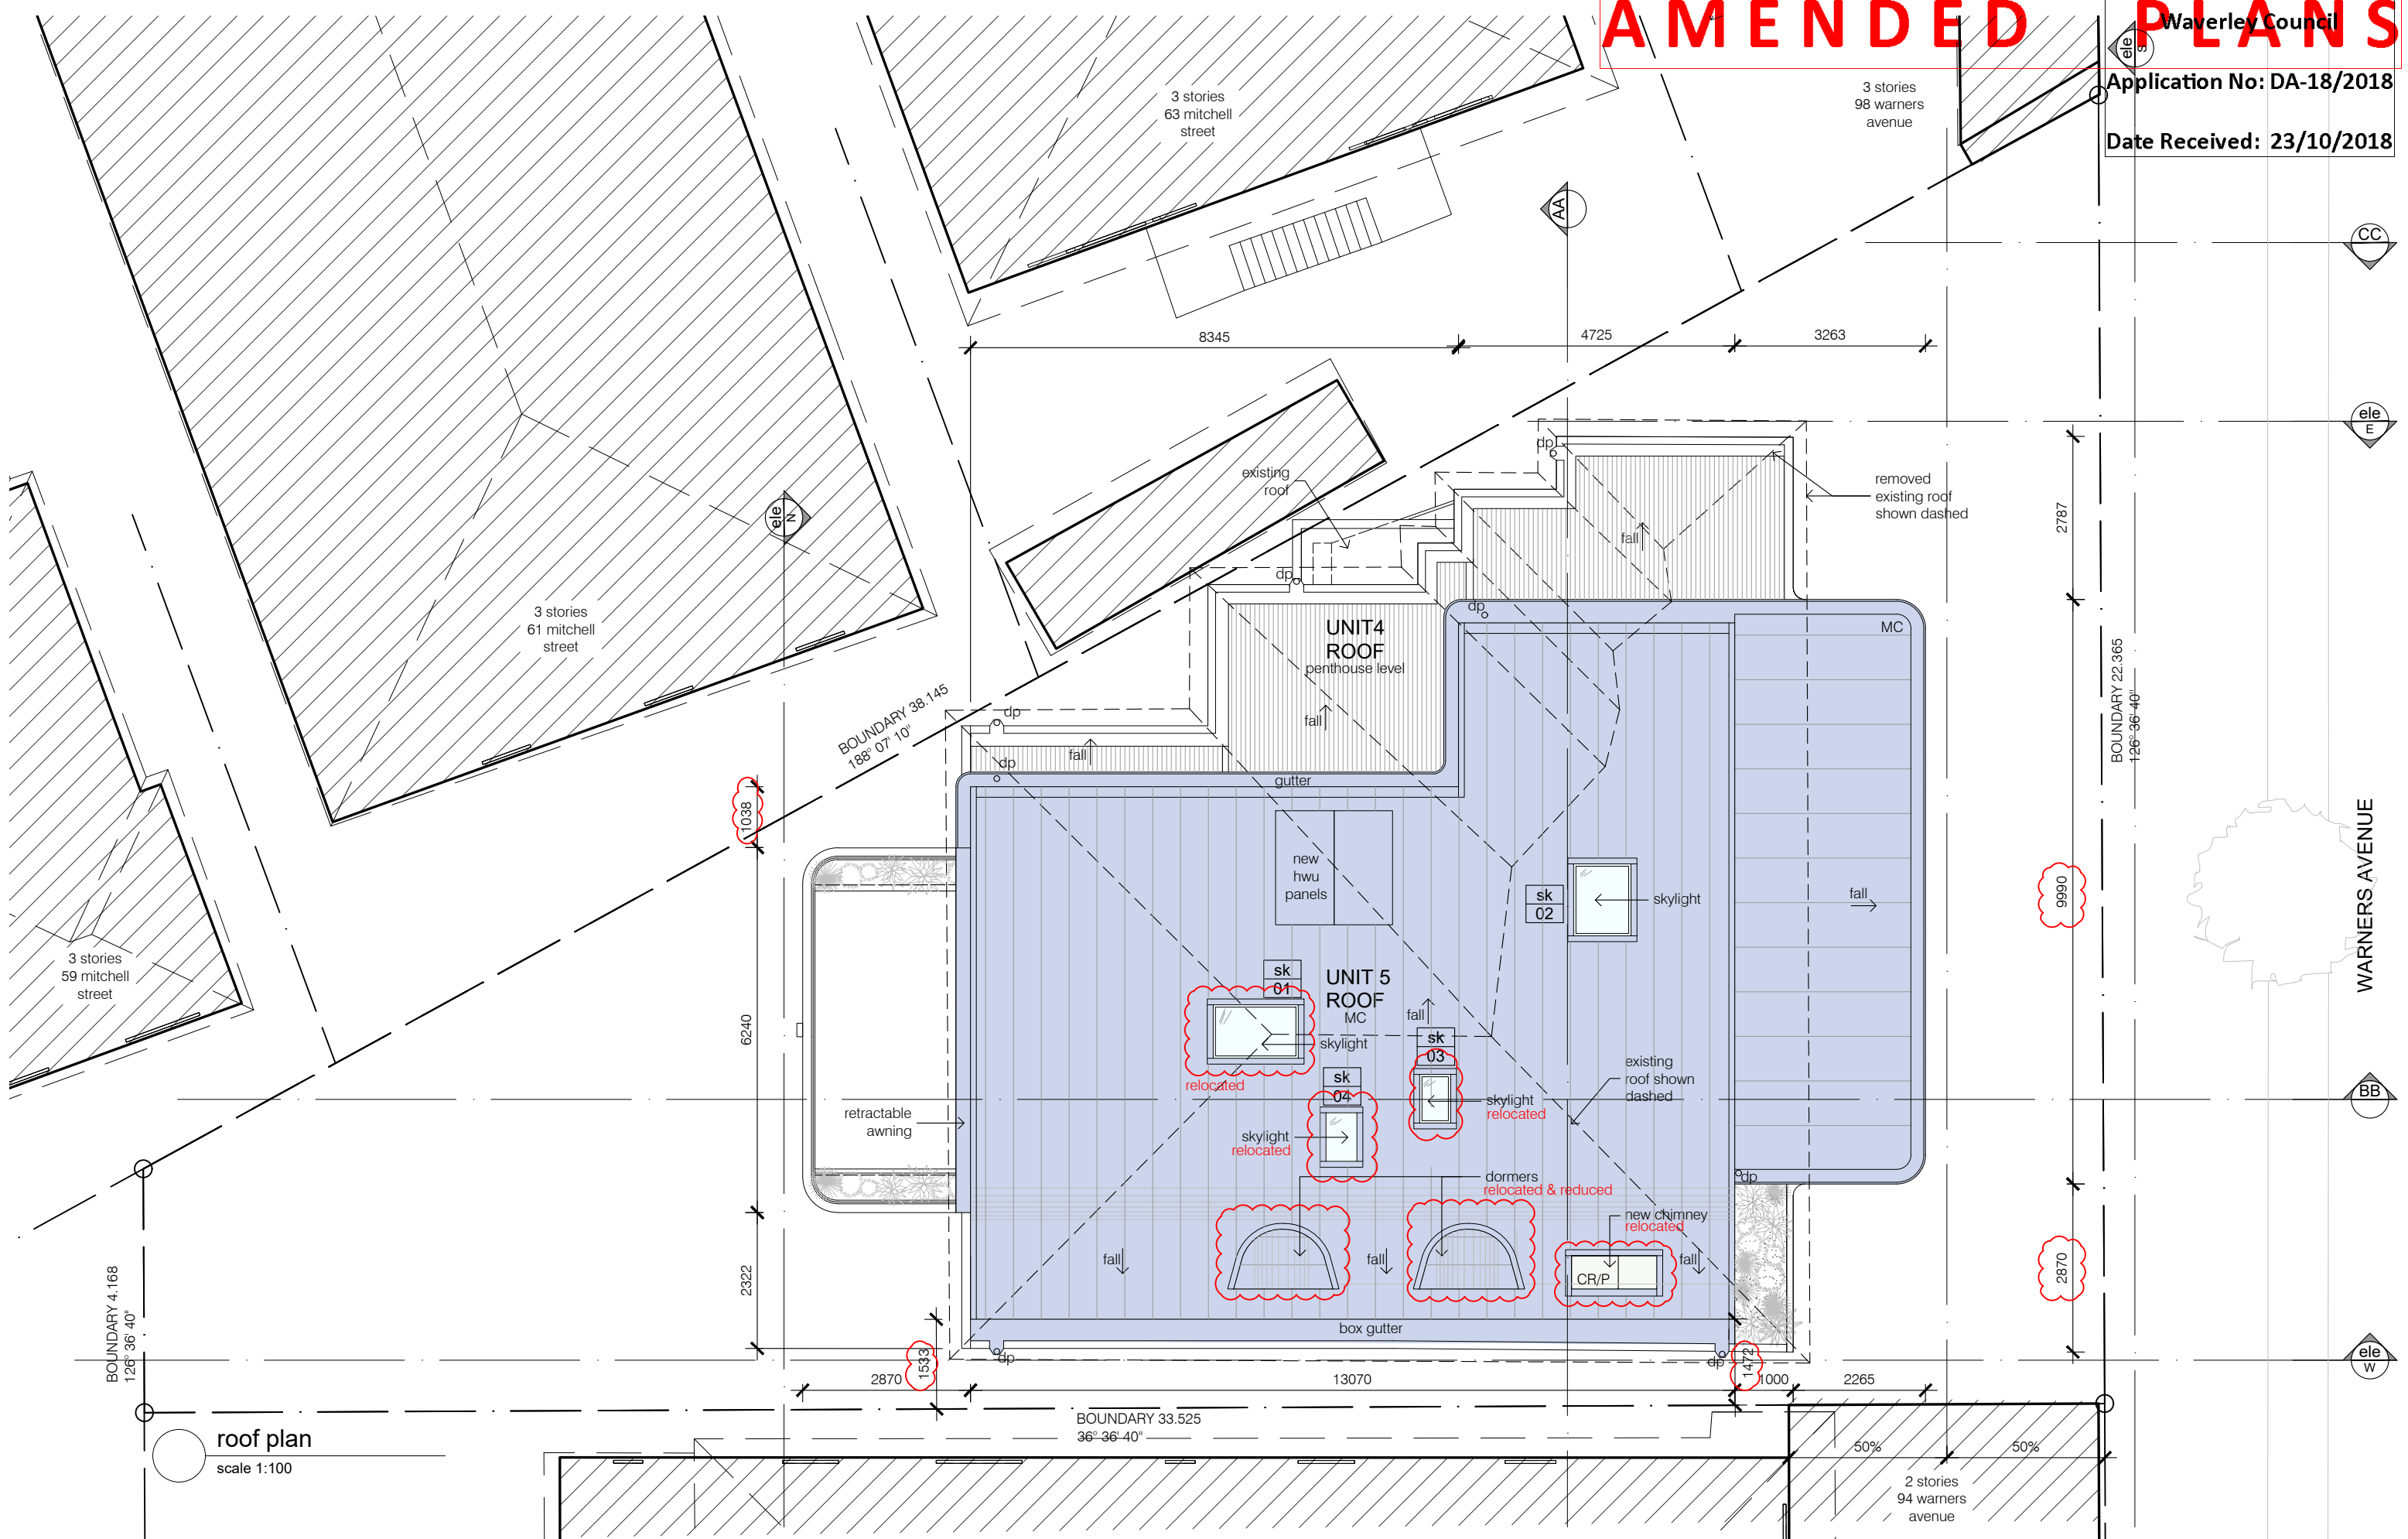 AMENDED PLANS
Waverley Council
Application No: DA-18/2018
Date Received: 23/10/2018
ele
S
3 stories
63 mitchell
street
3 stories
98 warners
avenue
AA
CC
8345
4725
3263
ele
E
dp
existing
roof
removed
existing roof
shown dashed
ele
N
2787
fall
dp
3 stories
61 mitchell
street
dp
UNIT4
ROOF
penthouse level
MC
BOUNDARY 22.365
126° 36' 40"
BOUNDARY 38.145
188° 07' 10"
dp
fall
fall
dp
gutter
1038
new
hwu
panels
sk
02
skylight
fall
9990
WARNERS AVENUE
3 stories
59 mitchell
street
sk
01
UNIT 5
ROOF
MC
fall
skylight
relocated
sk
03
6240
sk
04
skylight
relocated
existing
roof shown
dashed
BB
retractable
awning
skylight
relocated
dormers
relocated & reduced
dp
new chimney
relocated
fall
fall
fall
CR/P
2322
2870
BOUNDARY 4.168
126° 36' 40"
box gutter
dp
dp
1533
1472
ele
W
2870
13070
1000
2265
BOUNDARY 33.525
36° 36' 40"
roof plan
scale 1:100
50%
50%
2 stories
94 warners
avenue